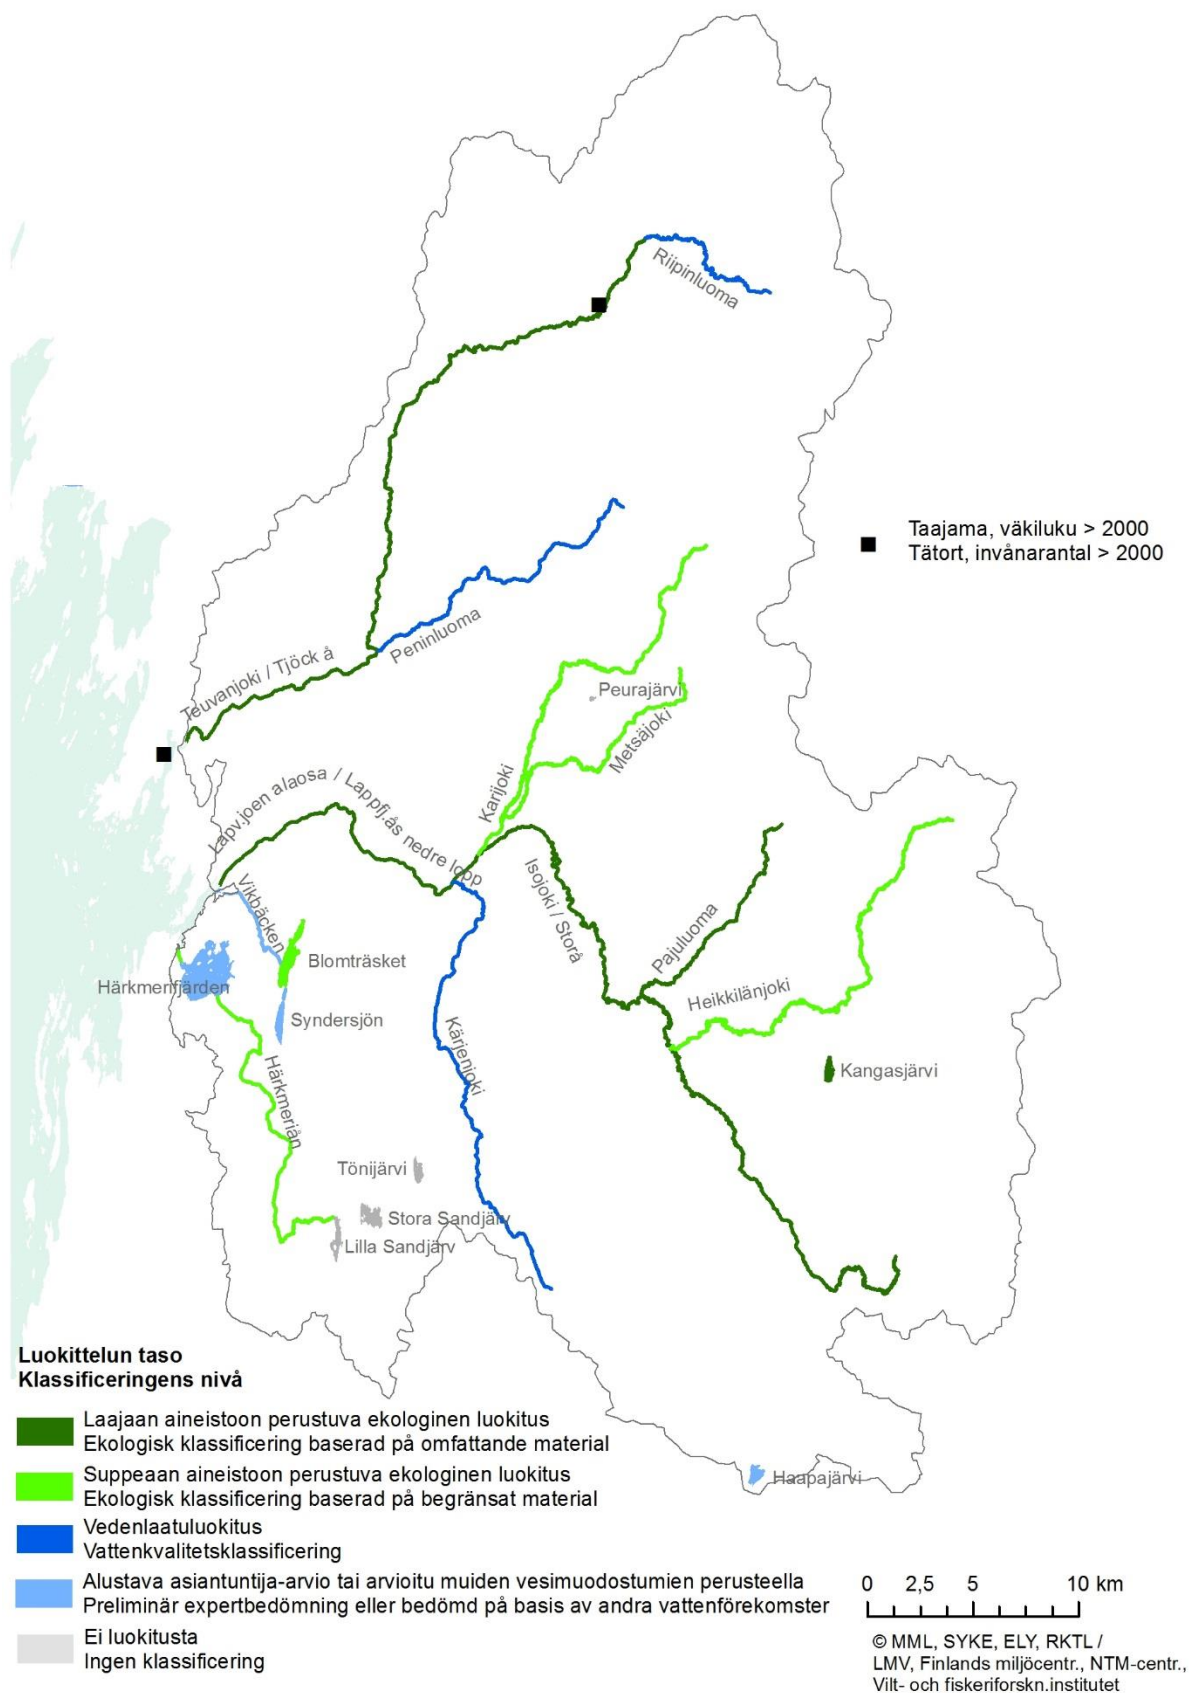 Riipinluoma
Taajama, väkiluku > 2000
Tätort, invånarantal > 2000
Peninluoma
Teuvanjoki / Tjöck å
Peurajärvi
Metsäjoki
Karijoki
Lapv.joen alaosa / Lappfj.ås nedre lopp
Isojoki / Storå
Vikbäcken
Pajuluoma
Blomträsket
Härkmerifjärden
Heikkilänjoki
Syndersjön
Kärjenjoki
Kangasjärvi
Härkmeriån
Tönijärvi
Stora Sandjärv
Lilla Sandjärv
Luokittelun taso
Klassificeringens nivå
Laajaan aineistoon perustuva ekologinen luokitus
Ekologisk klassificering baserad på omfattande material
Suppeaan aineistoon perustuva ekologinen luokitus
Ekologisk klassificering baserad på begränsat material
Haapajärvi
Vedenlaatuluokitus
Vattenkvalitetsklassificering
Alustava asiantuntija-arvio tai arvioitu muiden vesimuodostumien perusteella
Preliminär expertbedömning eller bedömd på basis av andra vattenförekomster
Ei luokitusta
Ingen klassificering
0 2,5 5 10 km
© MML, SYKE, ELY, RKTL /
LMV, Finlands miljöcentr., NTM-centr.,
Vilt- och fiskeriforskn.institutet